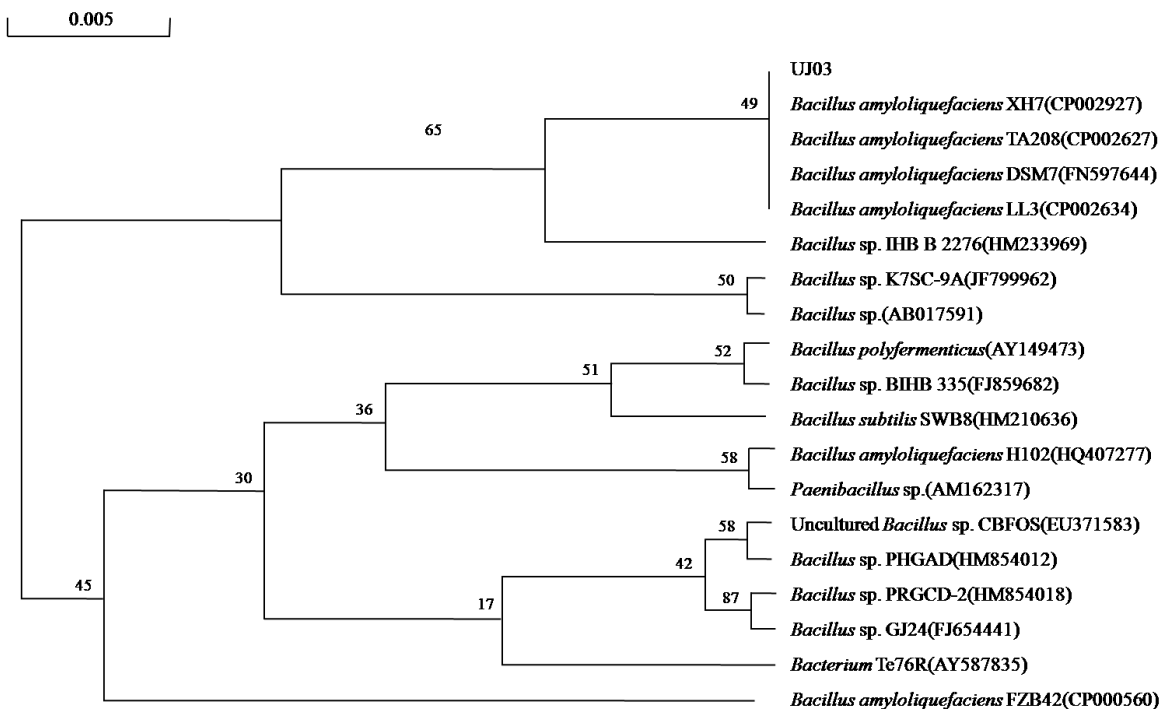 0.005
UJ03
49
Bacillus amyloliquefaciens XH7(CP002927)
65
Bacillus amyloliquefaciens TA208(CP002627)
Bacillus amyloliquefaciens DSM7(FN597644)
Bacillus amyloliquefaciens LL3(CP002634)
Bacillus sp. IHB B 2276(HM233969)
50
Bacillus sp. K7SC-9A(JF799962)
Bacillus sp.(AB017591)
52
Bacillus polyfermenticus(AY149473)
51
Bacillus sp. BIHB 335(FJ859682)
36
Bacillus subtilis SWB8(HM210636)
58
Bacillus amyloliquefaciens H102(HQ407277)
30
Paenibacillus sp.(AM162317)
58
Uncultured Bacillus sp. CBFOS(EU371583)
42
Bacillus sp. PHGAD(HM854012)
45
87
Bacillus sp. PRGCD-2(HM854018)
17
Bacillus sp. GJ24(FJ654441)
Bacterium Te76R(AY587835)
Bacillus amyloliquefaciens FZB42(CP000560)